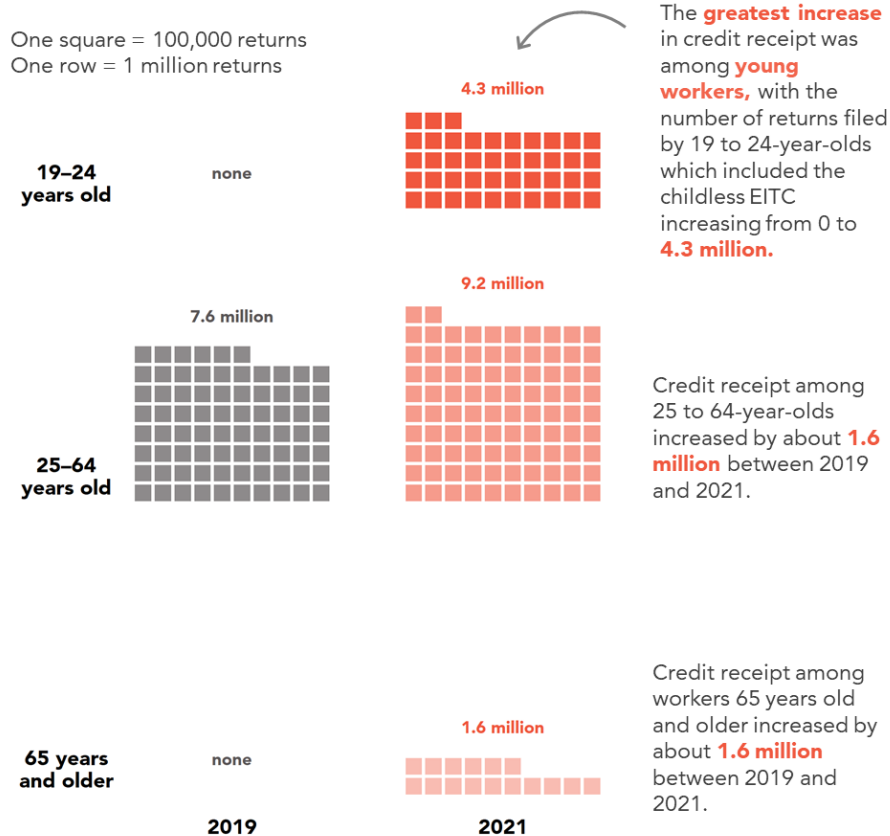 One square = 100,000 returns
One row = 1 million returns
The greatest increase
in credit receipt was
among young
workers, with the
number of returns filed
by 19 to 24-year-olds
which included the
childless EITC
increasing from 0 to
4.3 million.
4.3 million
19–24
years old
none
9.2 million
7.6 million
25–64
years old
Credit receipt among
25 to 64-year-olds
increased by about 1.6
million between 2019
and 2021.
1.6 million
65 years
and older
none
Credit receipt among
workers 65 years old
and older increased by
about 1.6 million
between 2019 and
2021.
2019
2021